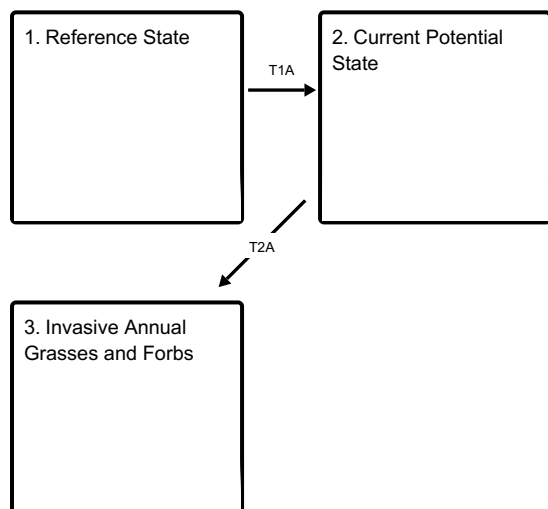 1. Reference State
T1A
2. Current Potential
State
T2A
3. Invasive Annual
Grasses and Forbs